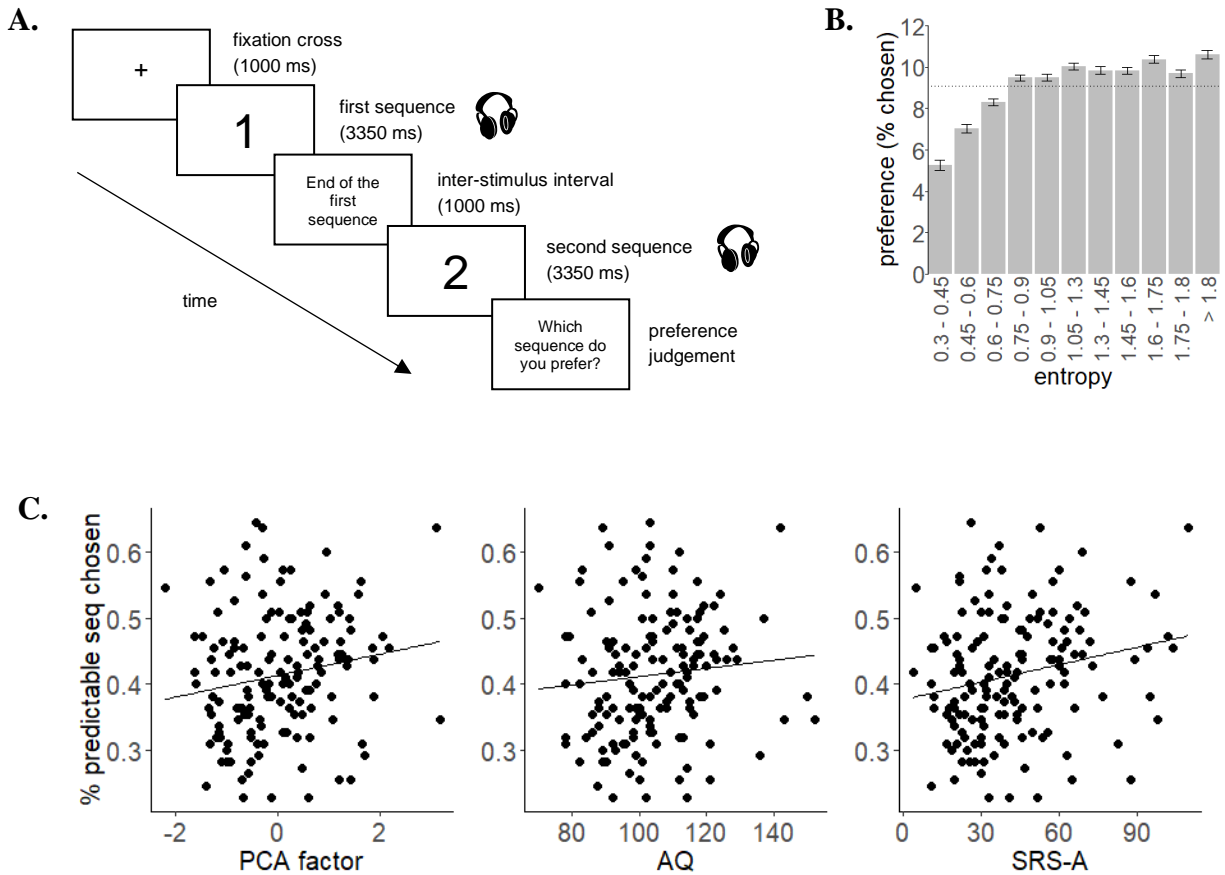 A.
+
fixation cross
(1000 ms)
1
first sequence
(3350 ms)
End of the
first
sequence
inter-stimulus interval
(1000 ms)
2
second sequence
(3350 ms)
Which
sequence do
you prefer?
preference
judgement
time
B.
preference (% chosen)
12
10
8
6
4
2
0
0.3 - 0.45
0.45 - 0.6
0.6 - 0.75
0.75 - 0.9
0.9 - 1.05
1.05 - 1.3
1.3 - 1.45
1.45 - 1.6
1.6 - 1.75
1.75 - 1.8
> 1.8
entropy
C.
% predictable seq chosen
0.6
0.5
0.4
0.3
-2 0 2
PCA factor
0.6
0.5
0.4
0.3
80 100 120 140
AQ
0.6
0.5
0.4
0.3
0 30 60 90
SRS-A